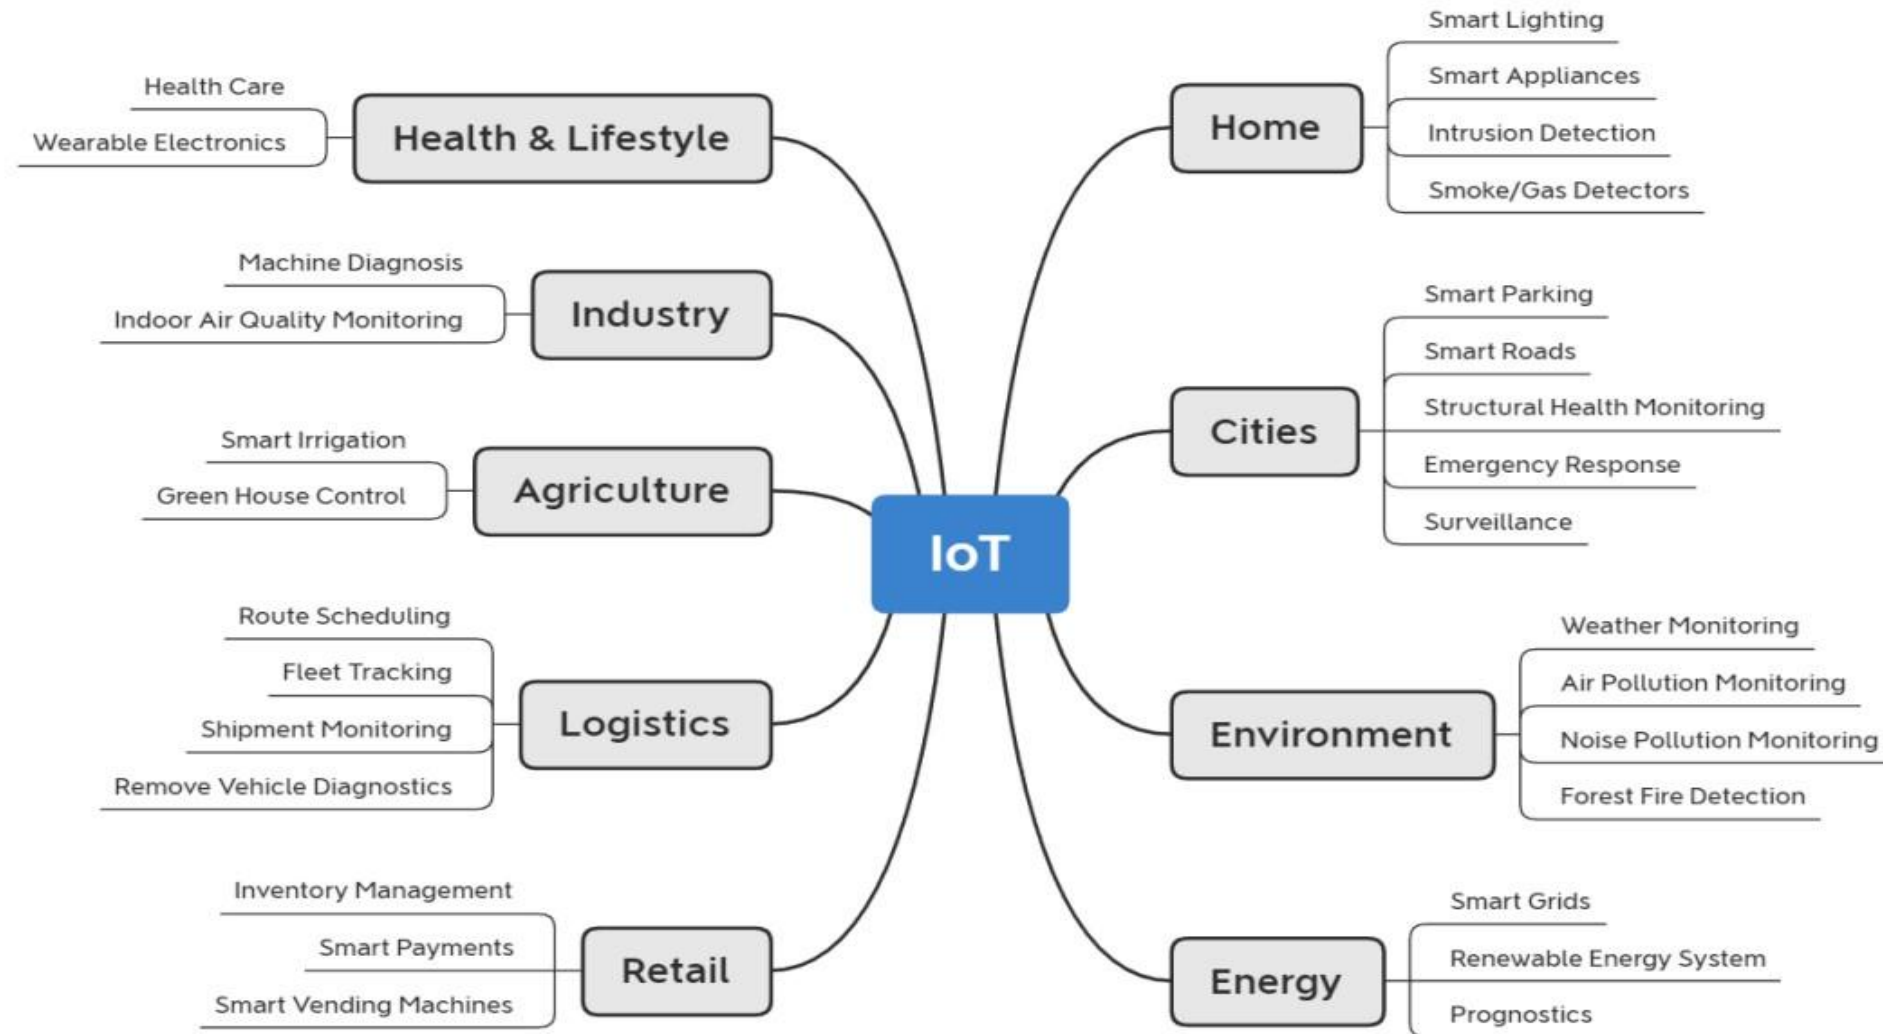 Health Care
Wearable Electronics
Health & Lifestyle
Machine Diagnosis
Indoor Air Quality Monitoring
Industry
Smart Irrigation
Green House Control
Agriculture
Route Scheduling
Fleet Tracking
Shipment Monitoring
Remove Vehicle Diagnostics
Logistics
Inventory Management
Smart Payments
Smart Vending Machines
Retail
IoT
Home
Smart Lighting
Smart Appliances
Intrusion Detection
Smoke/Gas Detectors
Cities
Smart Parking
Smart Roads
Structural Health Monitoring
Emergency Response
Surveillance
Environment
Weather Monitoring
Air Pollution Monitoring
Noise Pollution Monitoring
Forest Fire Detection
Energy
Smart Grids
Renewable Energy System
Prognostics